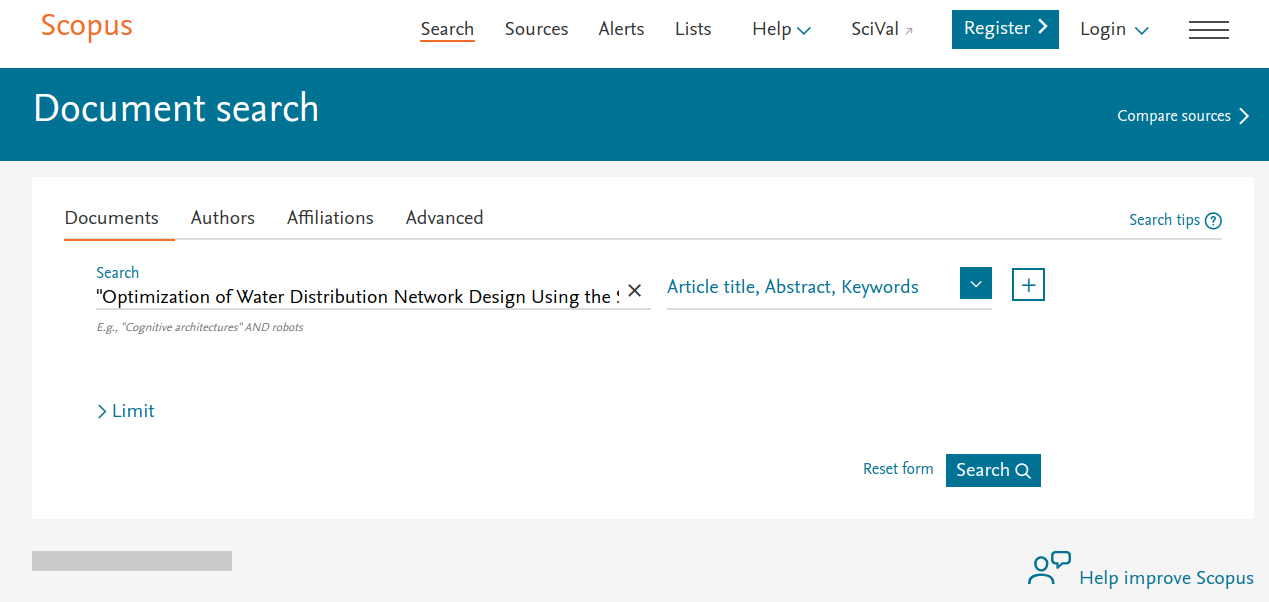 Scopus
Search Sources Alerts Lists Help SciVal Register Login
Document search
Compare sources
Documents Authors Affiliations Advanced
Search tips
Search
"Optimization of Water Distribution Network Design Using the
Article title, Abstract, Keywords
E.g., "Cognitive architectures" AND robots
Limit
Reset form Search
Help improve Scopus